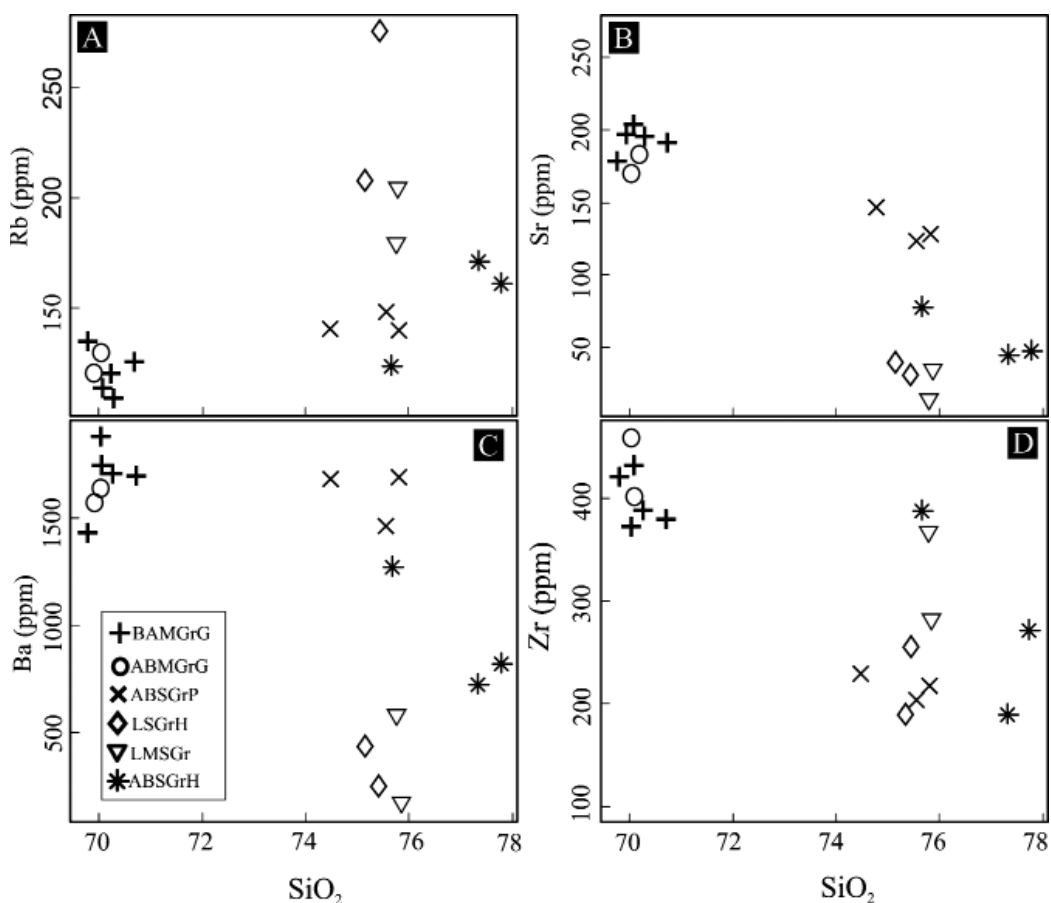 A
Rb (ppm)
250
200
150
B
Sr (ppm)
250
200
150
100
50
C
Ba (ppm)
1500
1000
500
BAMGrG
ABMGrG
ABSGrP
LSGrH
LMSGr
ABSGrH
70 72 74 76 78
SiO₂
D
Zr (ppm)
400
300
200
100
70 72 74 76 78
SiO₂